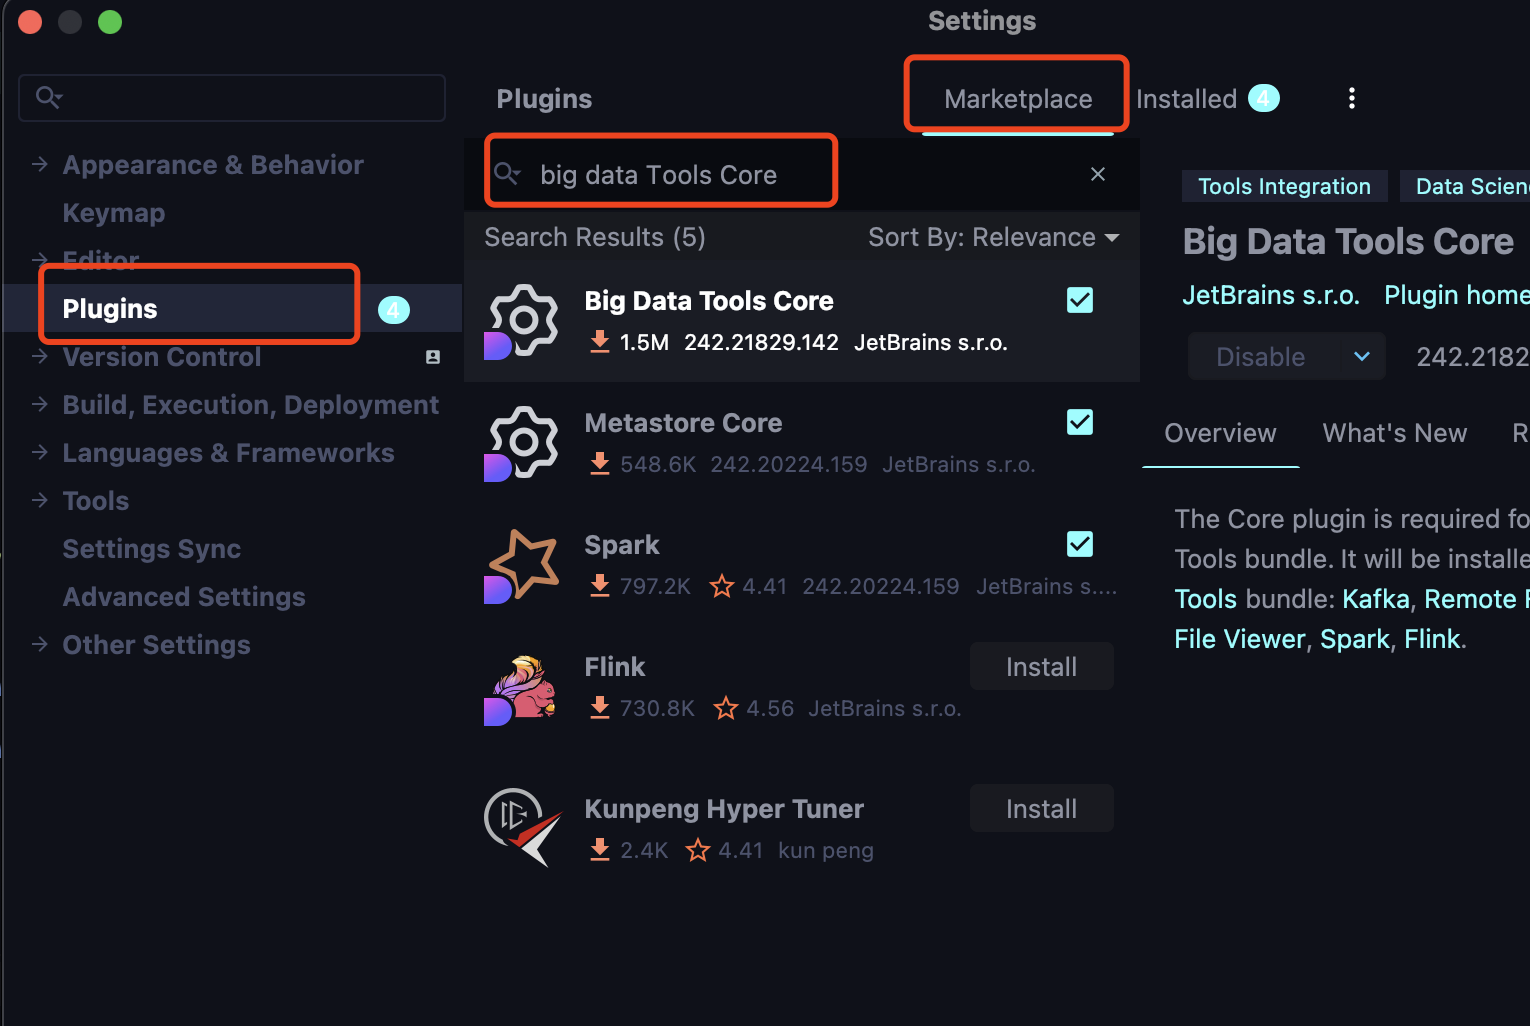 Settings
Appearance & Behavior
Keymap
Editor
Plugins 4
Version Control
Build, Execution, Deployment
Languages & Frameworks
Tools
Settings Sync
Advanced Settings
Other Settings
Plugins Marketplace Installed 4
big data Tools Core
Search Results (5) Sort By: Relevance
Big Data Tools Core
1.5M 242.21829.142 JetBrains s.r.o.
Metastore Core
548.6K 242.20224.159 JetBrains s.r.o.
Spark
797.2K 4.41 242.20224.159 JetBrains s....
Flink Install
730.8K 4.56 JetBrains s.r.o.
Kunpeng Hyper Tuner Install
2.4K 4.41 kun peng
Tools Integration Data Scien
Big Data Tools Core
JetBrains s.r.o. Plugin home
Disable 242.2182
Overview What's New R
The Core plugin is required fo
Tools bundle. It will be installe
Tools bundle: Kafka, Remote F
File Viewer, Spark, Flink.